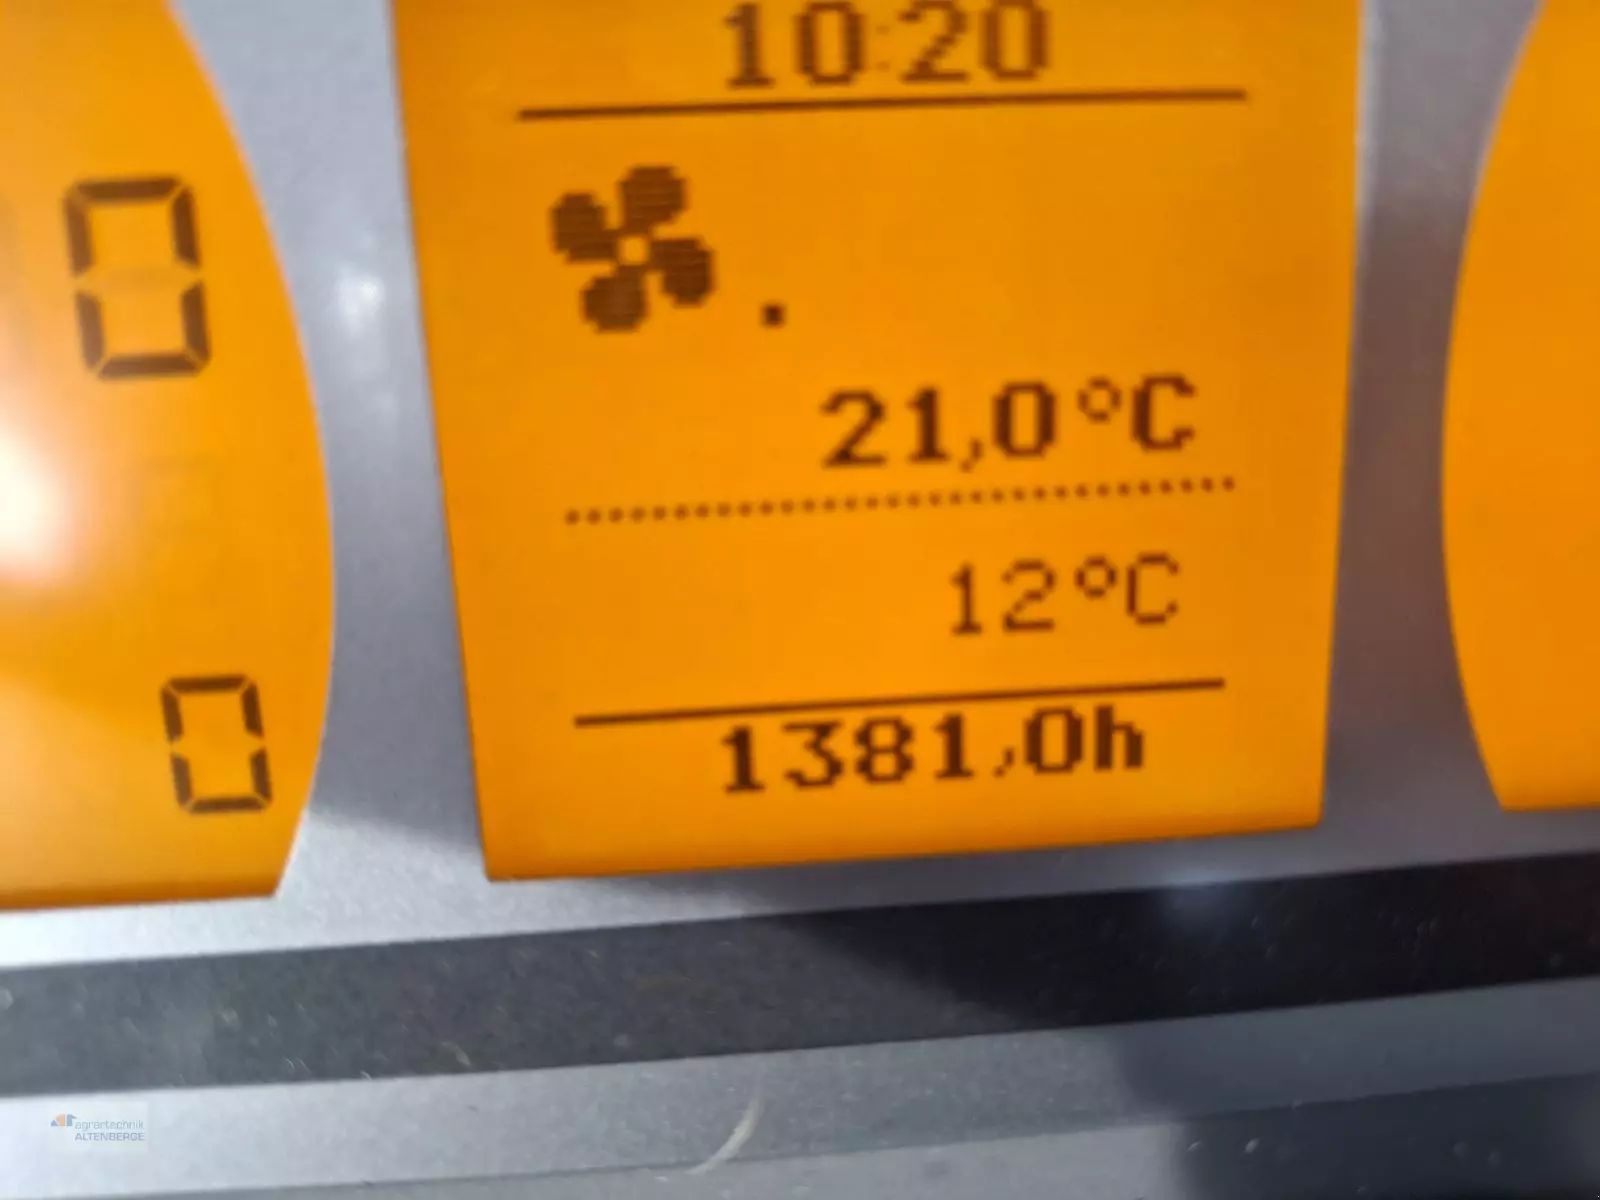 10:20
0
21,0°C
12°C
0
1381,0h
agrartechnik
ALTENBERGE